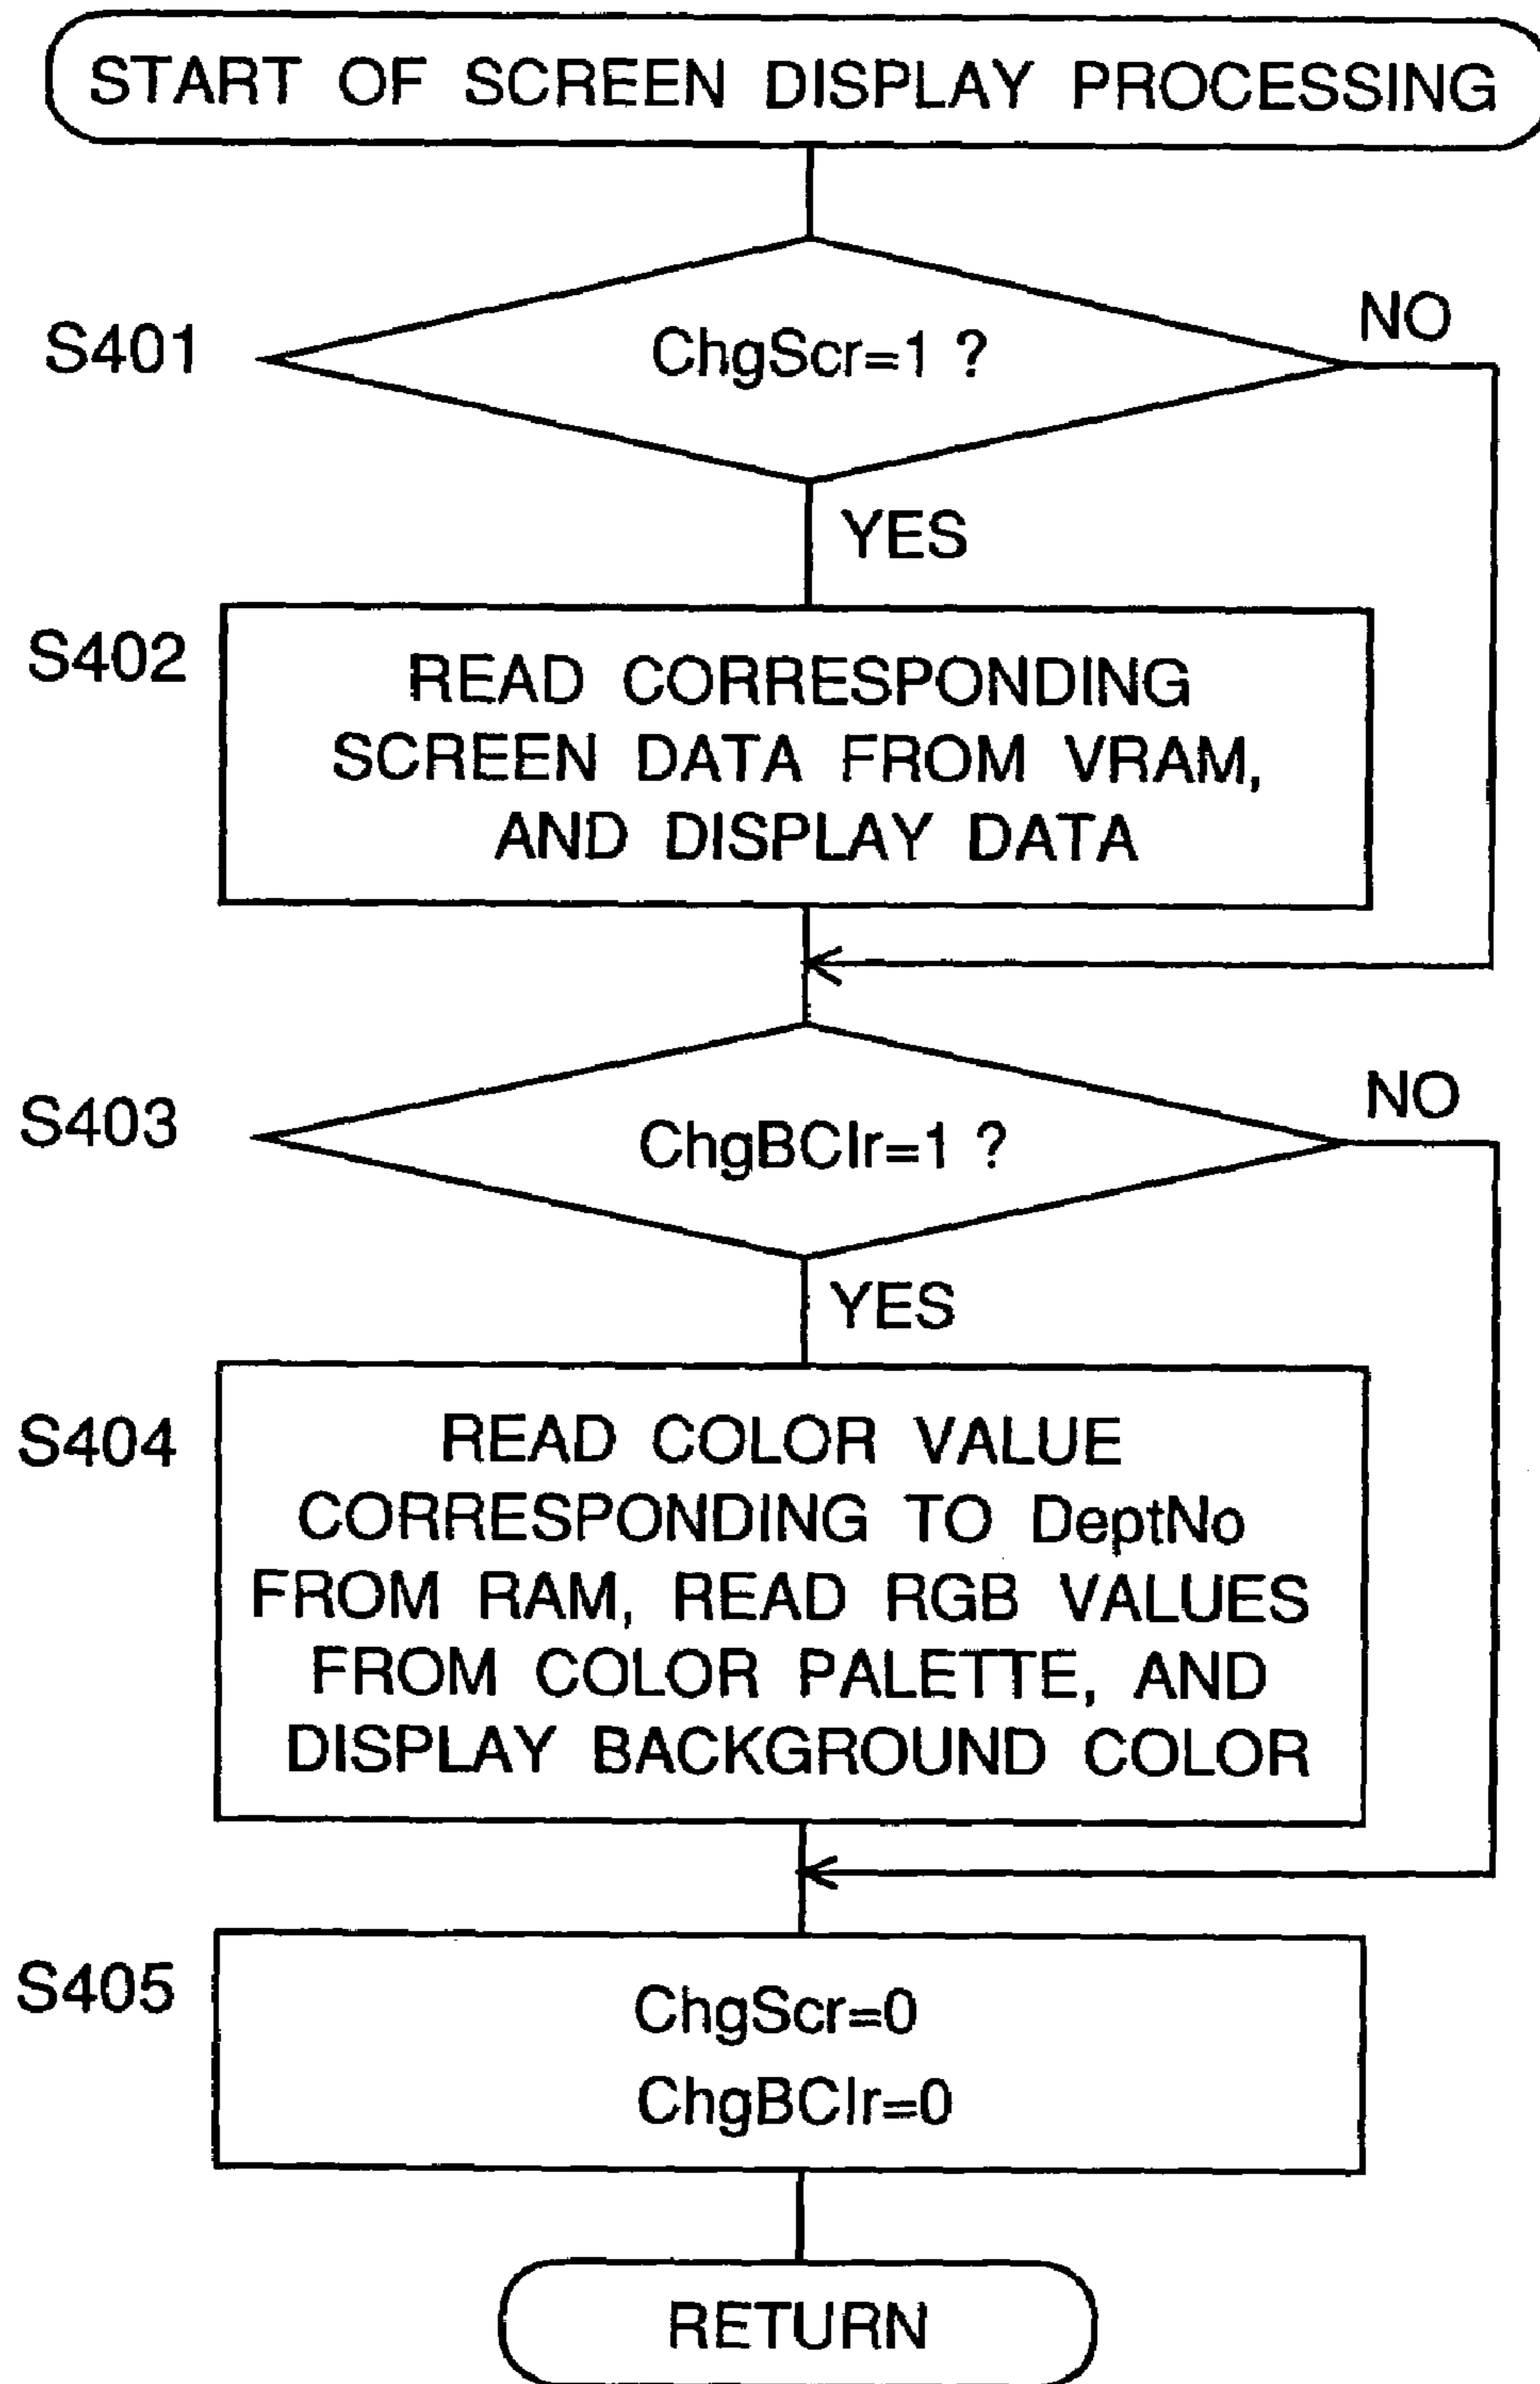 START OF SCREEN DISPLAY PROCESSING
S401
ChgScr=1 ?
NO
YES
S402
READ CORRESPONDING
SCREEN DATA FROM VRAM,
AND DISPLAY DATA
S403
ChgBClr=1 ?
NO
YES
S404
READ COLOR VALUE
CORRESPONDING TO DeptNo
FROM RAM, READ RGB VALUES
FROM COLOR PALETTE, AND
DISPLAY BACKGROUND COLOR
S405
ChgScr=0
ChgBClr=0
RETURN